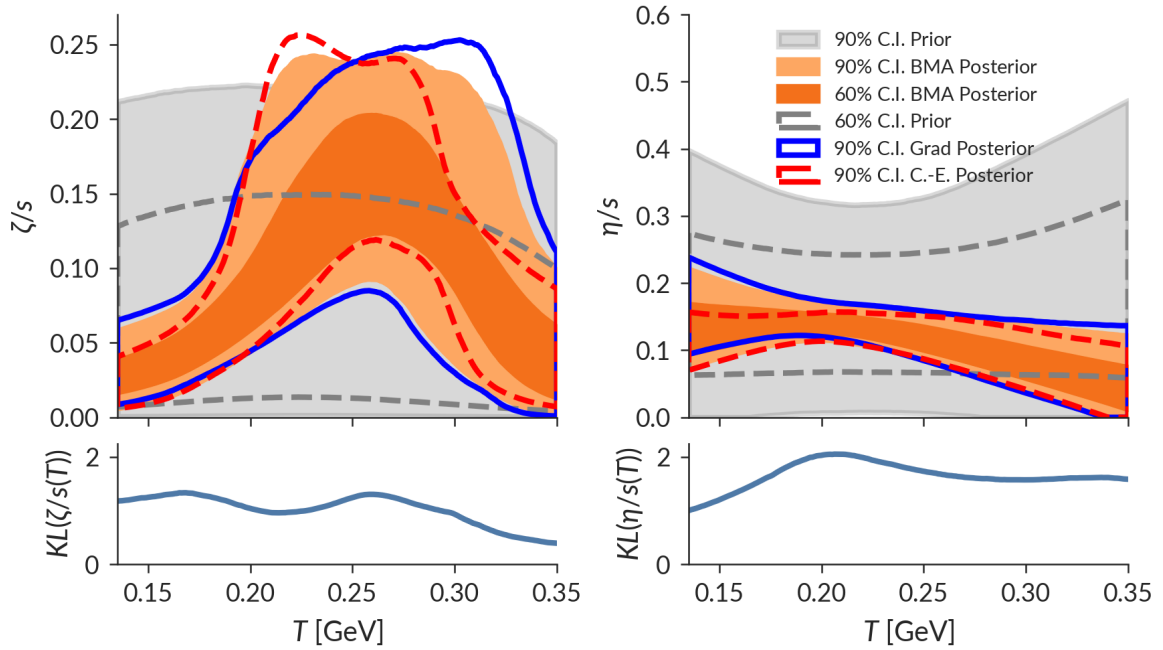 0.25
0.20
0.15
0.10
0.05
0.00
ζ/s
0.6
0.5
0.4
0.3
0.2
0.1
0.0
η/s
90% C.I. Prior
90% C.I. BMA Posterior
60% C.I. BMA Posterior
60% C.I. Prior
90% C.I. Grad Posterior
90% C.I. C.-E. Posterior
2
0
KL(ζ/s(T))
0.15 0.20 0.25 0.30 0.35
T [GeV]
2
0
KL(η/s(T))
0.15 0.20 0.25 0.30 0.35
T [GeV]